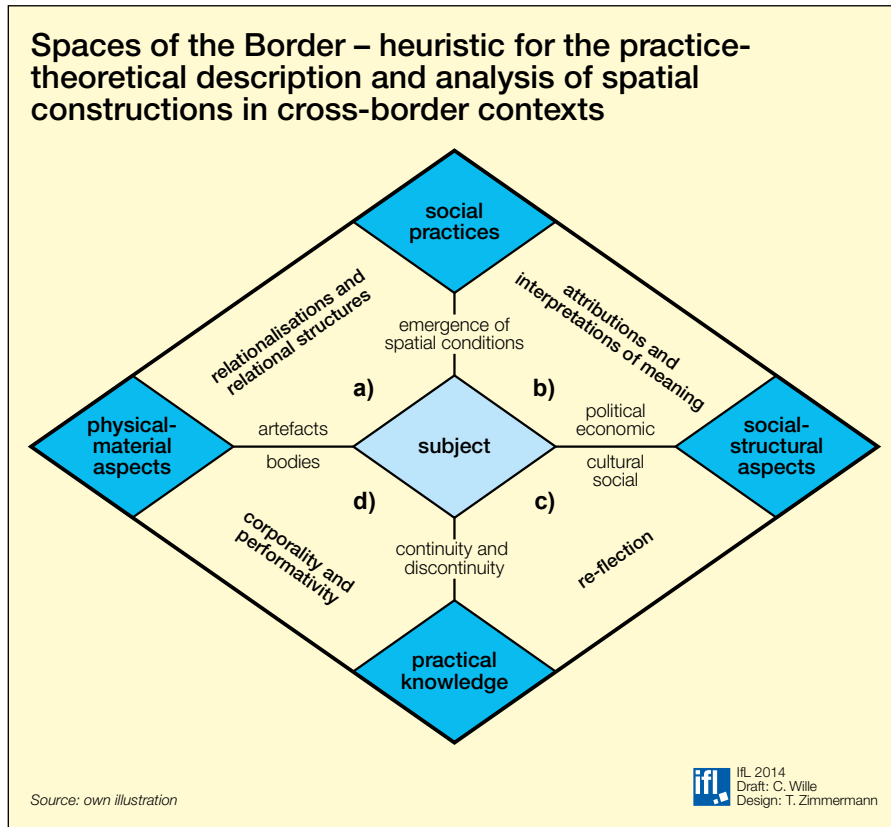 Spaces of the Border – heuristic for the practice-
theoretical description and analysis of spatial
constructions in cross-border contexts
social
practices
relationalisations and
relational structures
attributions and
interpretations of meaning
emergence of
spatial conditions
a)
b)
physical-
material
aspects
artefacts
bodies
subject
political
economic
cultural
social
social-
structural
aspects
d)
c)
corporality and
performativity
continuity and
discontinuity
re-flection
practical
knowledge
Source: own illustration
ifl
IfL 2014
Draft: C. Wille
Design: T. Zimmermann